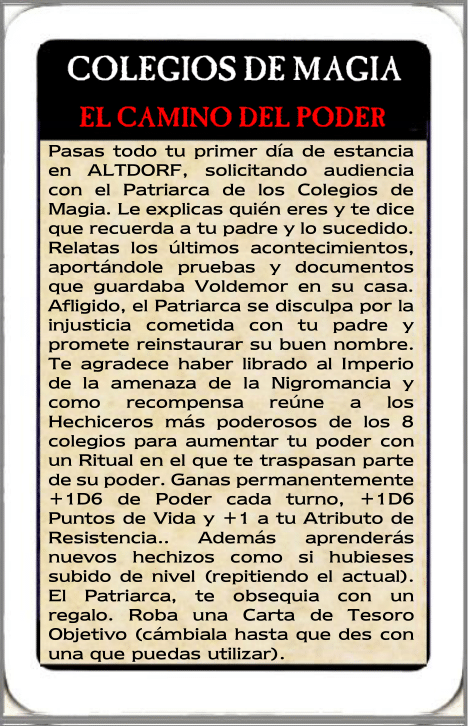 COLEGIOS DE MAGIA
EL CAMINO DEL PODER
Pasas todo tu primer día de estancia
en ALTDORF, solicitando audiencia
con el Patriarca de los Colegios de
Magia. Le explicas quién eres y te dice
que recuerda a tu padre y lo sucedido.
Relatas los últimos acontecimientos,
aportándole pruebas y documentos
que guardaba Voldemor en su casa.
Afligido, el Patriarca se disculpa por la
injusticia cometida con tu padre y
promete reinstaurar su buen nombre.
Te agradece haber librado al Imperio
de la amenaza de la Nigromancia y
como recompensa reúne a los
Hechiceros más poderosos de los 8
colegios para aumentar tu poder con
un Ritual en el que te traspasan parte
de su poder. Ganas permanentemente
+1D6 de Poder cada turno, +1D6
Puntos de Vida y +1 a tu Atributo de
Resistencia.. Además aprenderás
nuevos hechizos como si hubieses
subido de nivel (repitiendo el actual).
El Patriarca, te obsequia con un
regalo. Roba una Carta de Tesoro
Objetivo (cámbiala hasta que des con
una que puedas utilizar).